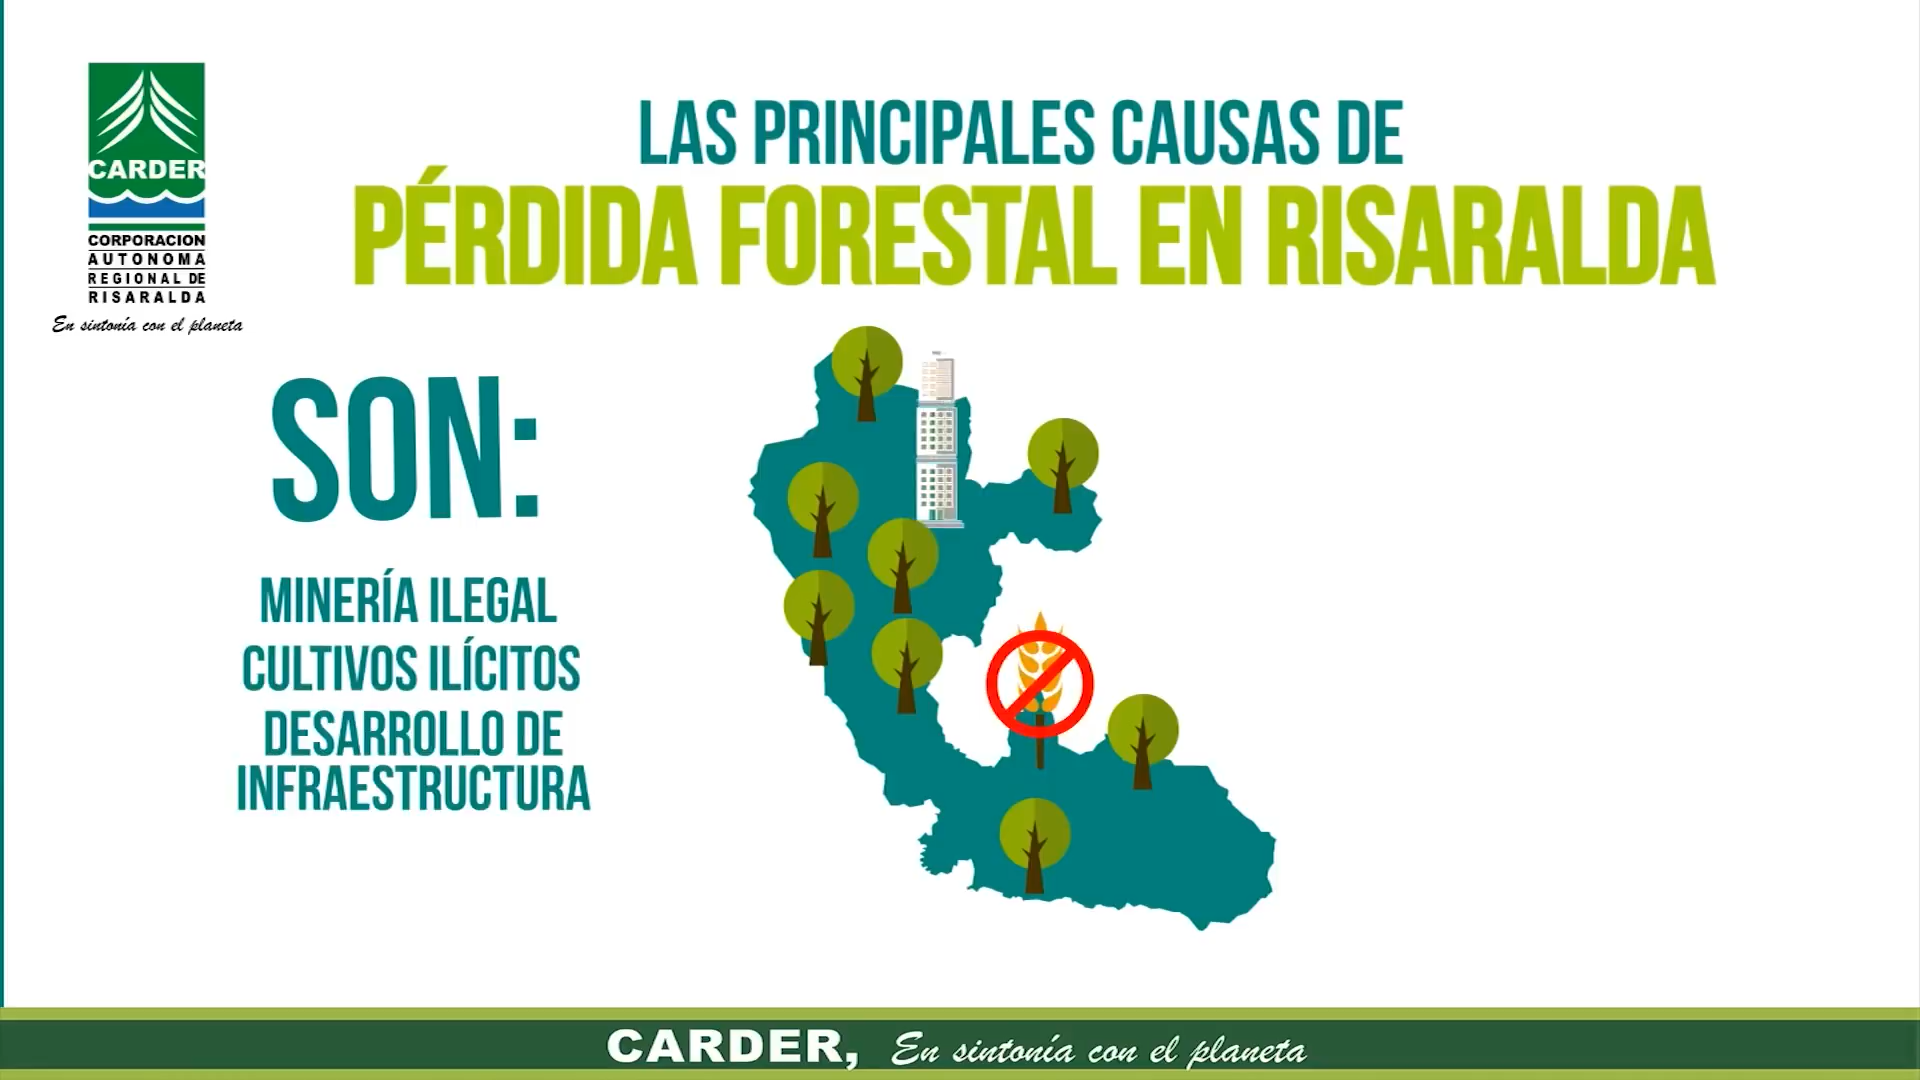 CARDER
CORPORACION
AUTONOMA
REGIONAL DE
RISARALDA
En sintonía con el planeta
LAS PRINCIPALES CAUSAS DE
PÉRDIDA FORESTAL EN RISARALDA
SON:
MINERÍA ILEGAL
CULTIVOS ILÍCITOS
DESARROLLO DE
INFRAESTRUCTURA
CARDER, En sintonía con el planeta